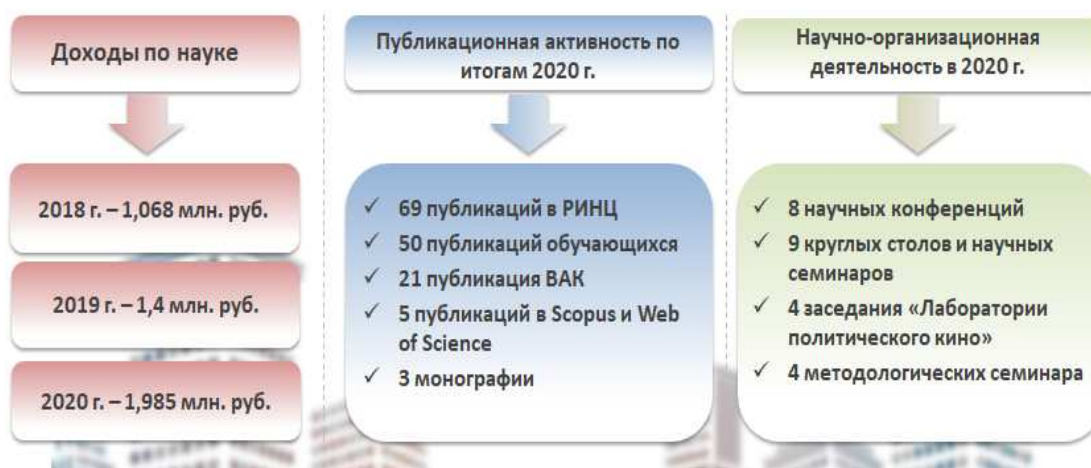 Доходы по науке
2018 г. – 1,068 млн. руб.
2019 г. – 1,4 млн. руб.
2020 г. – 1,985 млн. руб.
Публикационная активность по
итогам 2020 г.
✓ 69 публикаций в РИНЦ
✓ 50 публикаций обучающихся
✓ 21 публикация ВАК
✓ 5 публикаций в Scopus и Web
of Science
✓ 3 монографии
Научно-организационная
деятельность в 2020 г.
✓ 8 научных конференций
✓ 9 круглых столов и научных
семинаров
✓ 4 заседания «Лаборатории
политического кино»
✓ 4 методологических семинара